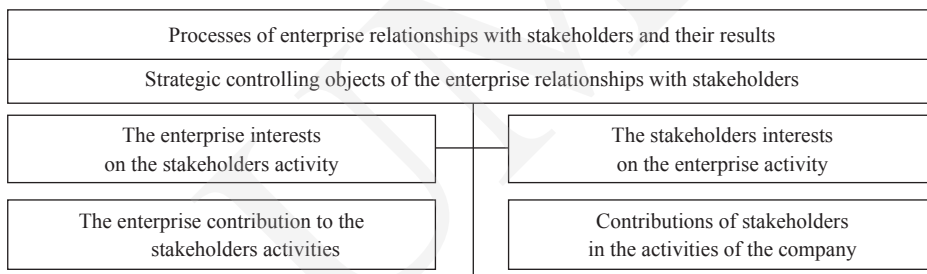 Processes of enterprise relationships with stakeholders and their results
Strategic controlling objects of the enterprise relationships with stakeholders
The enterprise interests
on the stakeholders activity
The stakeholders interests
on the enterprise activity
The enterprise contribution to the
stakeholders activities
Contributions of stakeholders
in the activities of the company